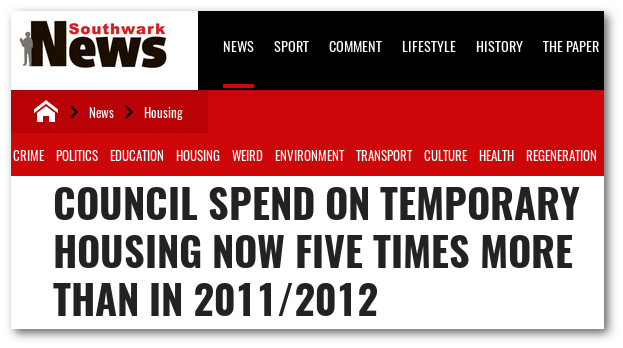 Southwark
News
NEWS SPORT COMMENT LIFESTYLE HISTORY THE PAPER
News Housing
CRIME POLITICS EDUCATION HOUSING WEIRD ENVIRONMENT TRANSPORT CULTURE HEALTH REGENERATION
COUNCIL SPEND ON TEMPORARY
HOUSING NOW FIVE TIMES MORE
THAN IN 2011/2012